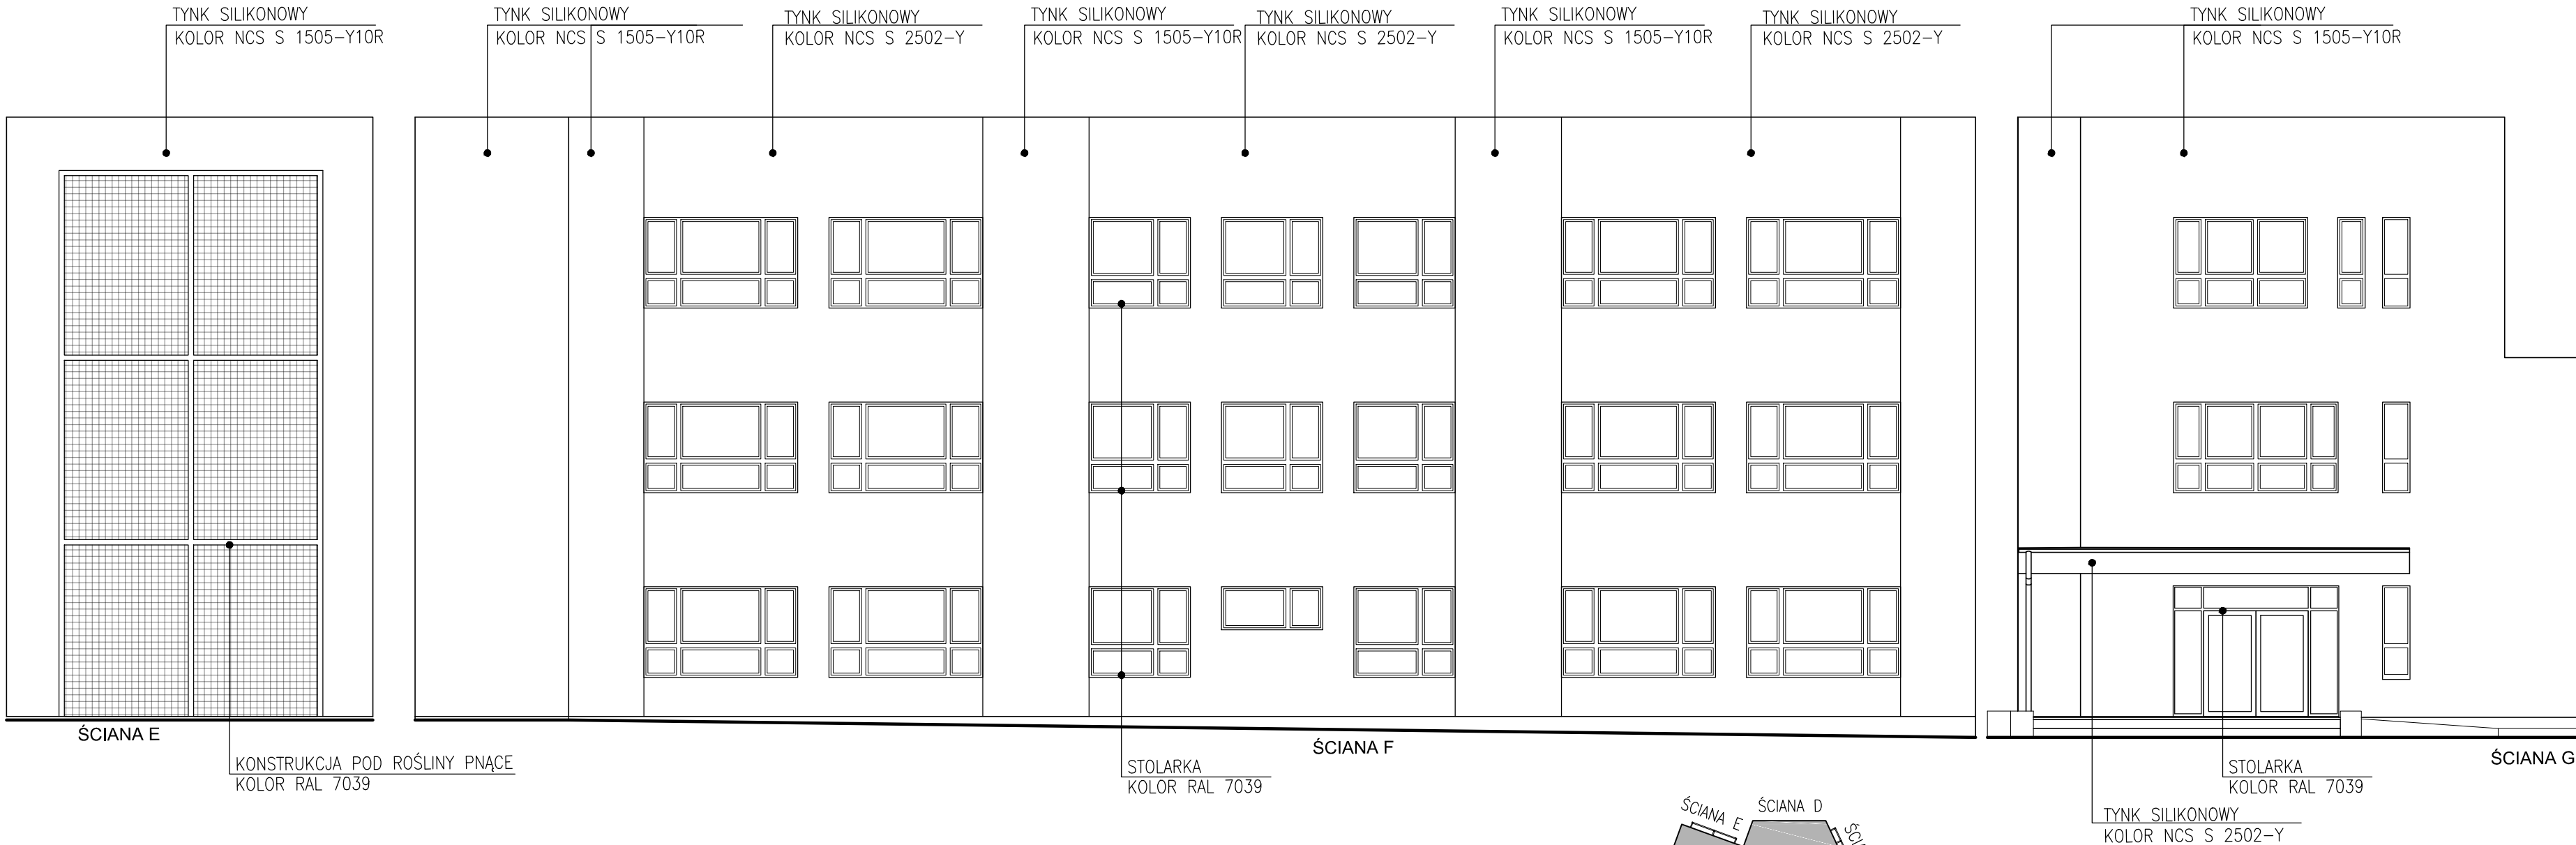 TYNK SILIKONOWY
KOLOR NCS S 1505-Y10R
TYNK SILIKONOWY
KOLOR NCS S 1505-Y10R
TYNK SILIKONOWY
KOLOR NCS S 2502-Y
TYNK SILIKONOWY
KOLOR NCS S 1505-Y10R
TYNK SILIKONOWY
KOLOR NCS S 2502-Y
TYNK SILIKONOWY
KOLOR NCS S 1505-Y10R
TYNK SILIKONOWY
KOLOR NCS S 2502-Y
TYNK SILIKONOWY
KOLOR NCS S 1505-Y10R
ŚCIANA E
ŚCIANA F
ŚCIANA G
KONSTRUKCJA POD ROŚLINY PNĄCE
KOLOR RAL 7039
STOLARKA
KOLOR RAL 7039
STOLARKA
KOLOR RAL 7039
TYNK SILIKONOWY
KOLOR NCS S 2502-Y
ŚCIANA E
ŚCIANA D